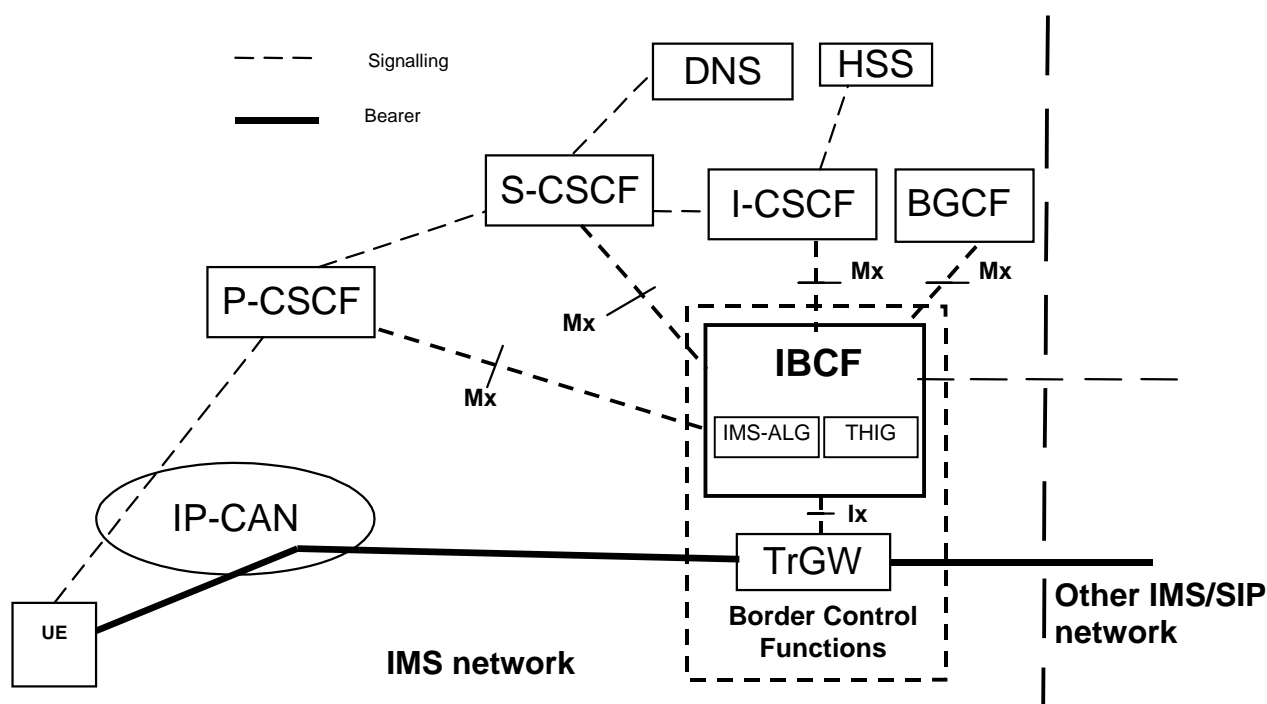 Signalling
Bearer
DNS
HSS
S-CSCF
I-CSCF
BGCF
P-CSCF
Mx
Mx
Mx
Mx
IBCF
IMS-ALG
THIG
IP-CAN
Ix
TrGW
UE
Border Control
Functions
IMS network
Other IMS/SIP
network